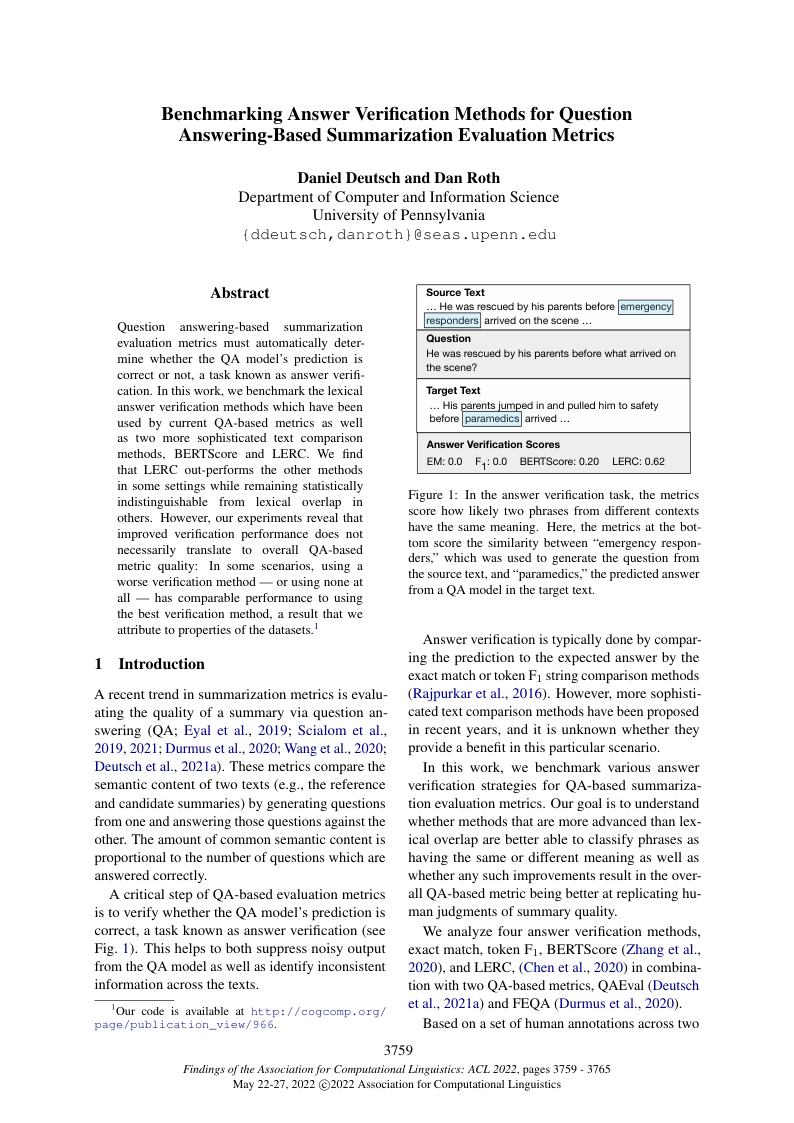 Benchmarking Answer Verification Methods for Question
Answering-Based Summarization Evaluation Metrics
Daniel Deutsch and Dan Roth
Department of Computer and Information Science
University of Pennsylvania
{ddeutsch,danroth}@seas.upenn.edu
Abstract
Question answering-based summarization
evaluation metrics must automatically deter-
mine whether the QA model's prediction is
correct or not, a task known as answer verifi-
cation. In this work, we benchmark the lexical
answer verification methods which have been
used by current QA-based metrics as well
as two more sophisticated text comparison
methods, BERTScore and LERC. We find
that LERC out-performs the other methods
in some settings while remaining statistically
indistinguishable from lexical overlap in
others. However, our experiments reveal that
improved verification performance does not
necessarily translate to overall QA-based
metric quality: In some scenarios, using a
worse verification method — or using none at
all — has comparable performance to using
the best verification method, a result that we
attribute to properties of the datasets.1
1 Introduction
A recent trend in summarization metrics is evalu-
ating the quality of a summary via question an-
swering (QA; Eyal et al., 2019; Scialom et al.,
2019, 2021; Durmus et al., 2020; Wang et al., 2020;
Deutsch et al., 2021a). These metrics compare the
semantic content of two texts (e.g., the reference
and candidate summaries) by generating questions
from one and answering those questions against the
other. The amount of common semantic content is
proportional to the number of questions which are
answered correctly.
A critical step of QA-based evaluation metrics
is to verify whether the QA model's prediction is
correct, a task known as answer verification (see
Fig. 1). This helps to both suppress noisy output
from the QA model as well as identify inconsistent
information across the texts.
1Our code is available at http://cogcomp.org/
page/publication_view/966.
Source Text
… He was rescued by his parents before emergency
responders arrived on the scene …
Question
He was rescued by his parents before what arrived on
the scene?
Target Text
… His parents jumped in and pulled him to safety
before paramedics arrived …
Answer Verification Scores
EM: 0.0 F1: 0.0 BERTScore: 0.20 LERC: 0.62
Figure 1: In the answer verification task, the metrics
score how likely two phrases from different contexts
have the same meaning. Here, the metrics at the bot-
tom score the similarity between “emergency respon-
ders,” which was used to generate the question from
the source text, and “paramedics,” the predicted answer
from a QA model in the target text.
Answer verification is typically done by compar-
ing the prediction to the expected answer by the
exact match or token F1 string comparison methods
(Rajpurkar et al., 2016). However, more sophisti-
cated text comparison methods have been proposed
in recent years, and it is unknown whether they
provide a benefit in this particular scenario.
In this work, we benchmark various answer
verification strategies for QA-based summariza-
tion evaluation metrics. Our goal is to understand
whether methods that are more advanced than lex-
ical overlap are better able to classify phrases as
having the same or different meaning as well as
whether any such improvements result in the over-
all QA-based metric being better at replicating hu-
man judgments of summary quality.
We analyze four answer verification methods,
exact match, token F1, BERTScore (Zhang et al.,
2020), and LERC, (Chen et al., 2020) in combina-
tion with two QA-based metrics, QAEval (Deutsch
et al., 2021a) and FEQA (Durmus et al., 2020).
Based on a set of human annotations across two
3759
Findings of the Association for Computational Linguistics: ACL 2022, pages 3759 - 3765
May 22-27, 2022 ©2022 Association for Computational Linguistics